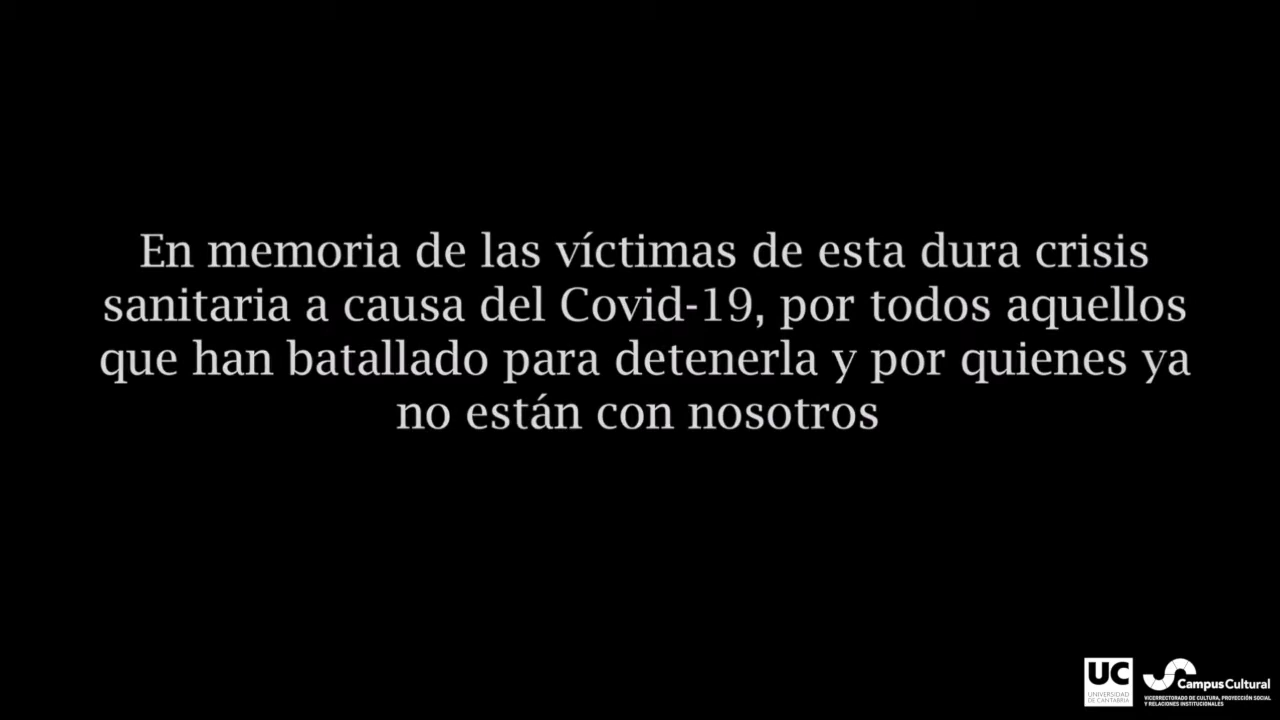 En memoria de las víctimas de esta dura crisis
sanitaria a causa del Covid-19, por todos aquellos
que han batallado para detenerla y por quienes ya
no están con nosotros
UC
UNIVERSIDAD
DE CANTABRIA
CampusCultural
VICERRECTORADO DE CULTURA, PROYECCIÓN SOCIAL
Y RELACIONES INSTITUCIONALES